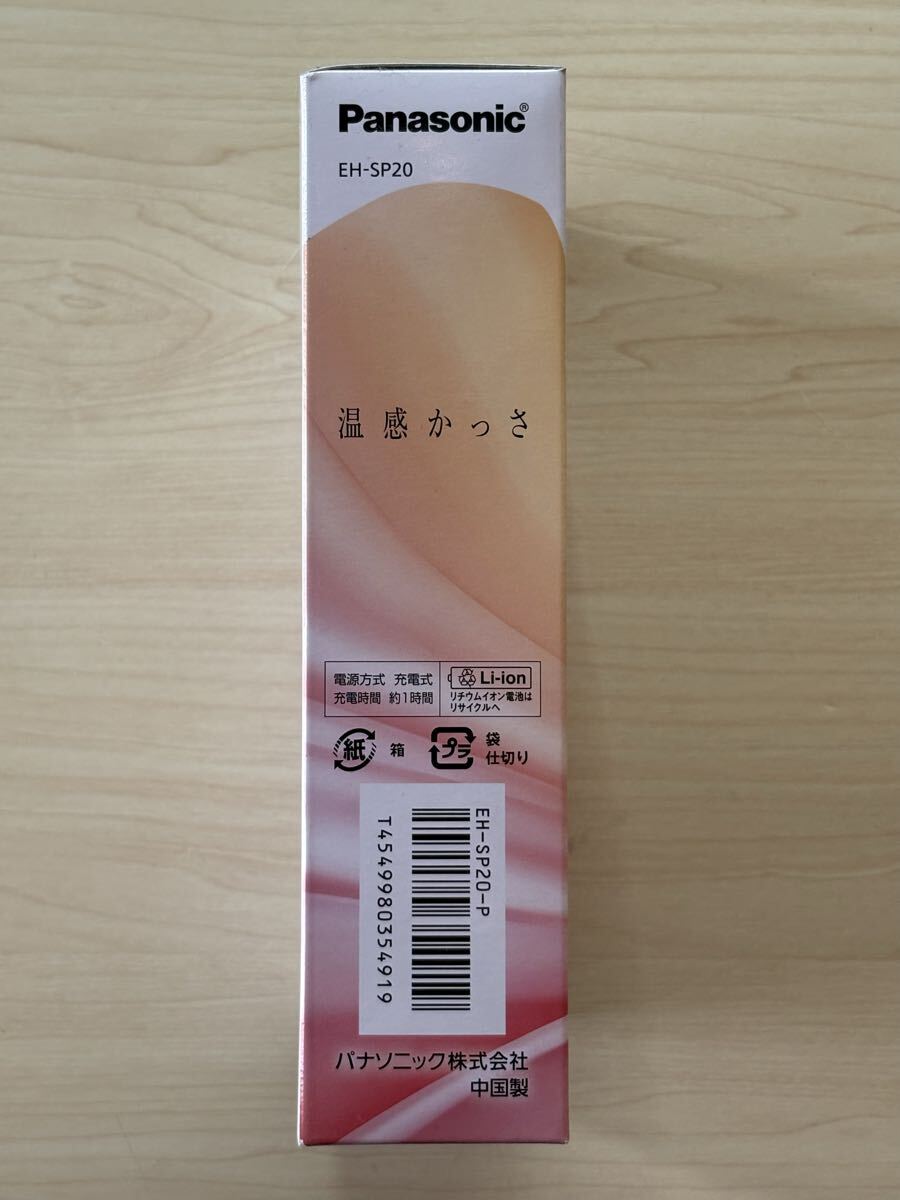 Panasonic®
EH-SP20
温感かっさ
電源方式 充電式
充電時間 約1時間
Li-ion
リチウムイオン電池は
リサイクルへ
紙 箱
プラ 袋
仕切り
EH-SP20-P
T4549980354919
パナソニック株式会社
中国製